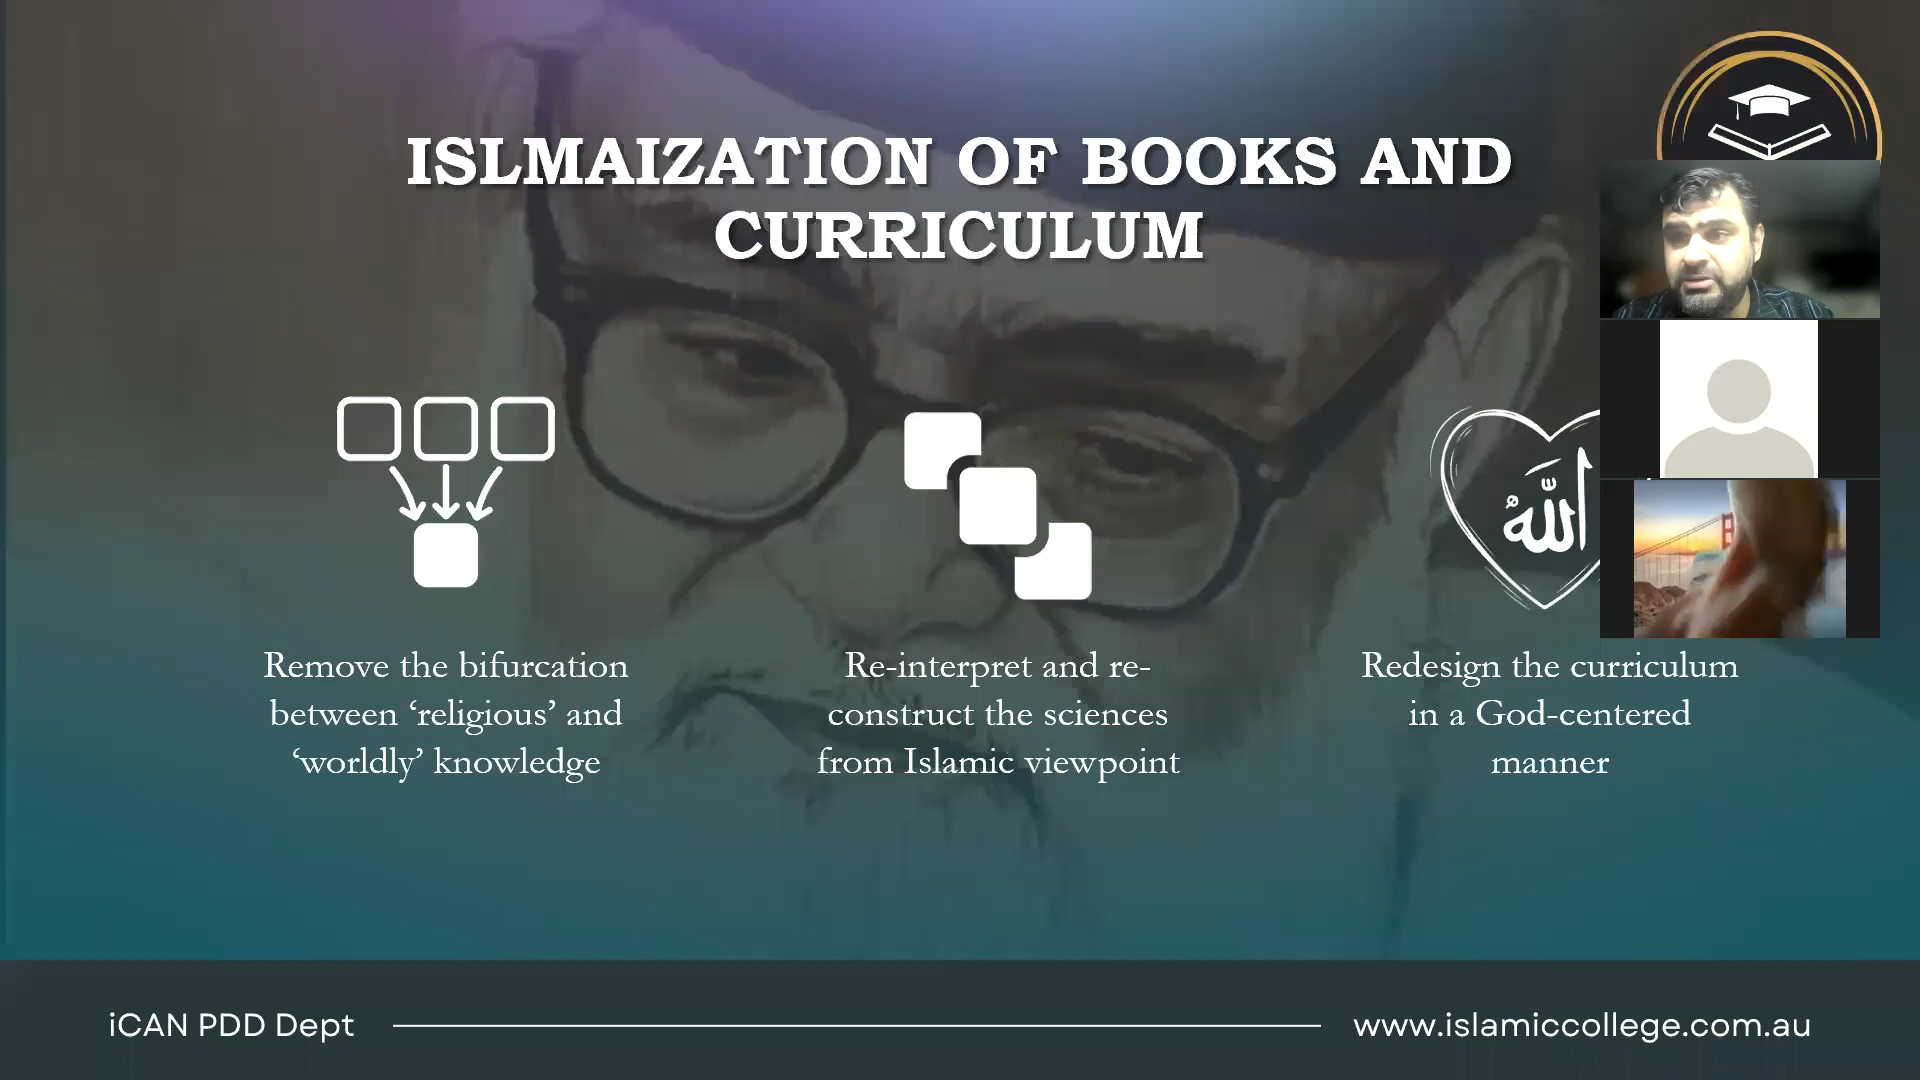 ISLMAIZATION OF BOOKS AND
CURRICULUM
Remove the bifurcation
between ‘religious’ and
‘worldly’ knowledge
Re-interpret and re-
construct the sciences
from Islamic viewpoint
الله
Redesign the curriculum
in a God-centered
manner
iCAN PDD Dept
www.islamiccollege.com.au